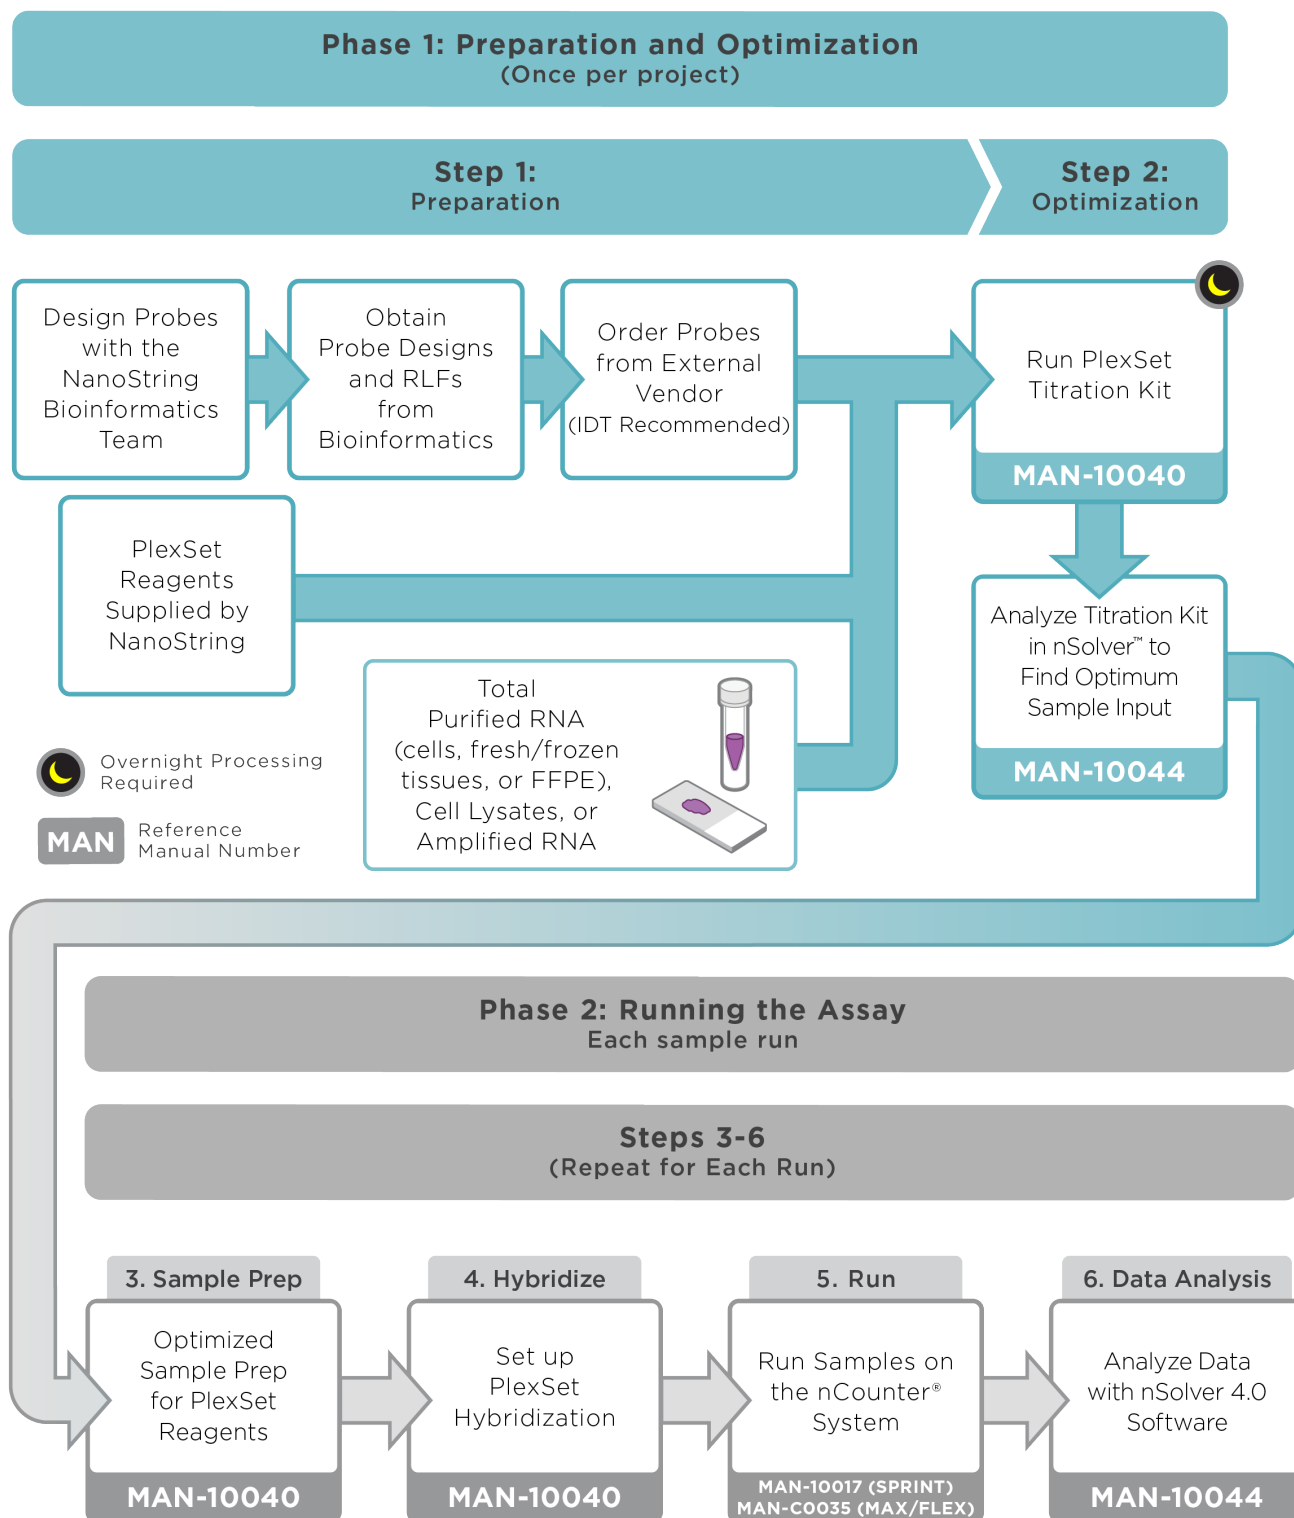 Phase 1: Preparation and Optimization
(Once per project)
Step 1:
Preparation
Step 2:
Optimization
Design Probes
with the
NanoString
Bioinformatics
Team
Obtain
Probe Designs
and RLFs
from
Bioinformatics
Order Probes
from External
Vendor
(IDT Recommended)
Run PlexSet
Titration Kit
MAN-10040
PlexSet
Reagents
Supplied by
NanoString
Analyze Titration Kit
in nSolver™ to
Find Optimum
Sample Input
MAN-10044
Total
Purified RNA
(cells, fresh/frozen
tissues, or FFPE),
Cell Lysates, or
Amplified RNA
Overnight Processing
Required
MAN
Reference
Manual Number
Phase 2: Running the Assay
Each sample run
Steps 3-6
(Repeat for Each Run)
3. Sample Prep
Optimized
Sample Prep
for PlexSet
Reagents
MAN-10040
4. Hybridize
Set up
PlexSet
Hybridization
MAN-10040
5. Run
Run Samples on
the nCounter®
System
MAN-10017 (SPRINT)
MAN-C0035 (MAX/FLEX)
6. Data Analysis
Analyze Data
with nSolver 4.0
Software
MAN-10044